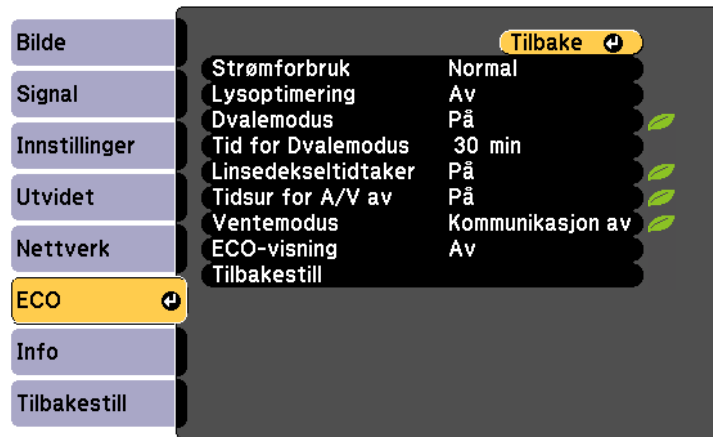 Bilde
Signal
Innstillinger
Utvidet
Nettverk
ECO
Info
Tilbakestill
Tilbake
Strømforbruk Normal
Lysoptimering Av
Dvalemodus På
Tid for Dvalemodus 30 min
Linsedekseltidtaker På
Tidsur for A/V av På
Ventemodus Kommunikasjon av
ECO-visning Av
Tilbakestill